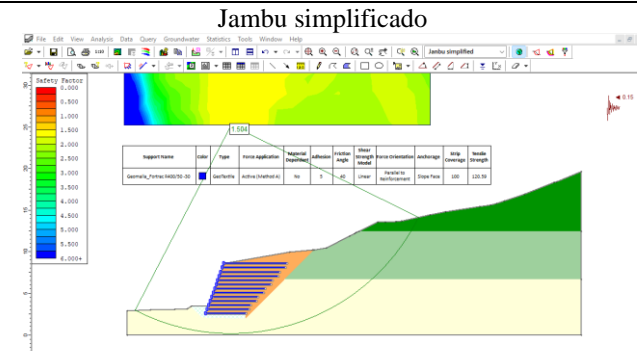 Jambu simplificado
File Edit View Analysis Data Query Groundwater Statistics Tools Window Help
Janbu simplified
Safety Factor
0.000
0.500
1.000
1.500
2.000
2.500
3.000
3.500
4.000
4.500
5.000
5.500
6.000+
1.594
0.15
Support Name Color Type Force Application Material Dependent Adhesion Friction Angle Shear Strength Model Force Orientation Anchorage Strip Coverage Tensile Strength
Geomalla_Fortrac R400/50-30 GeoTextile Active (Method A) No 5 40 Linear Parallel to Reinforcement Slope Face 100 120.59